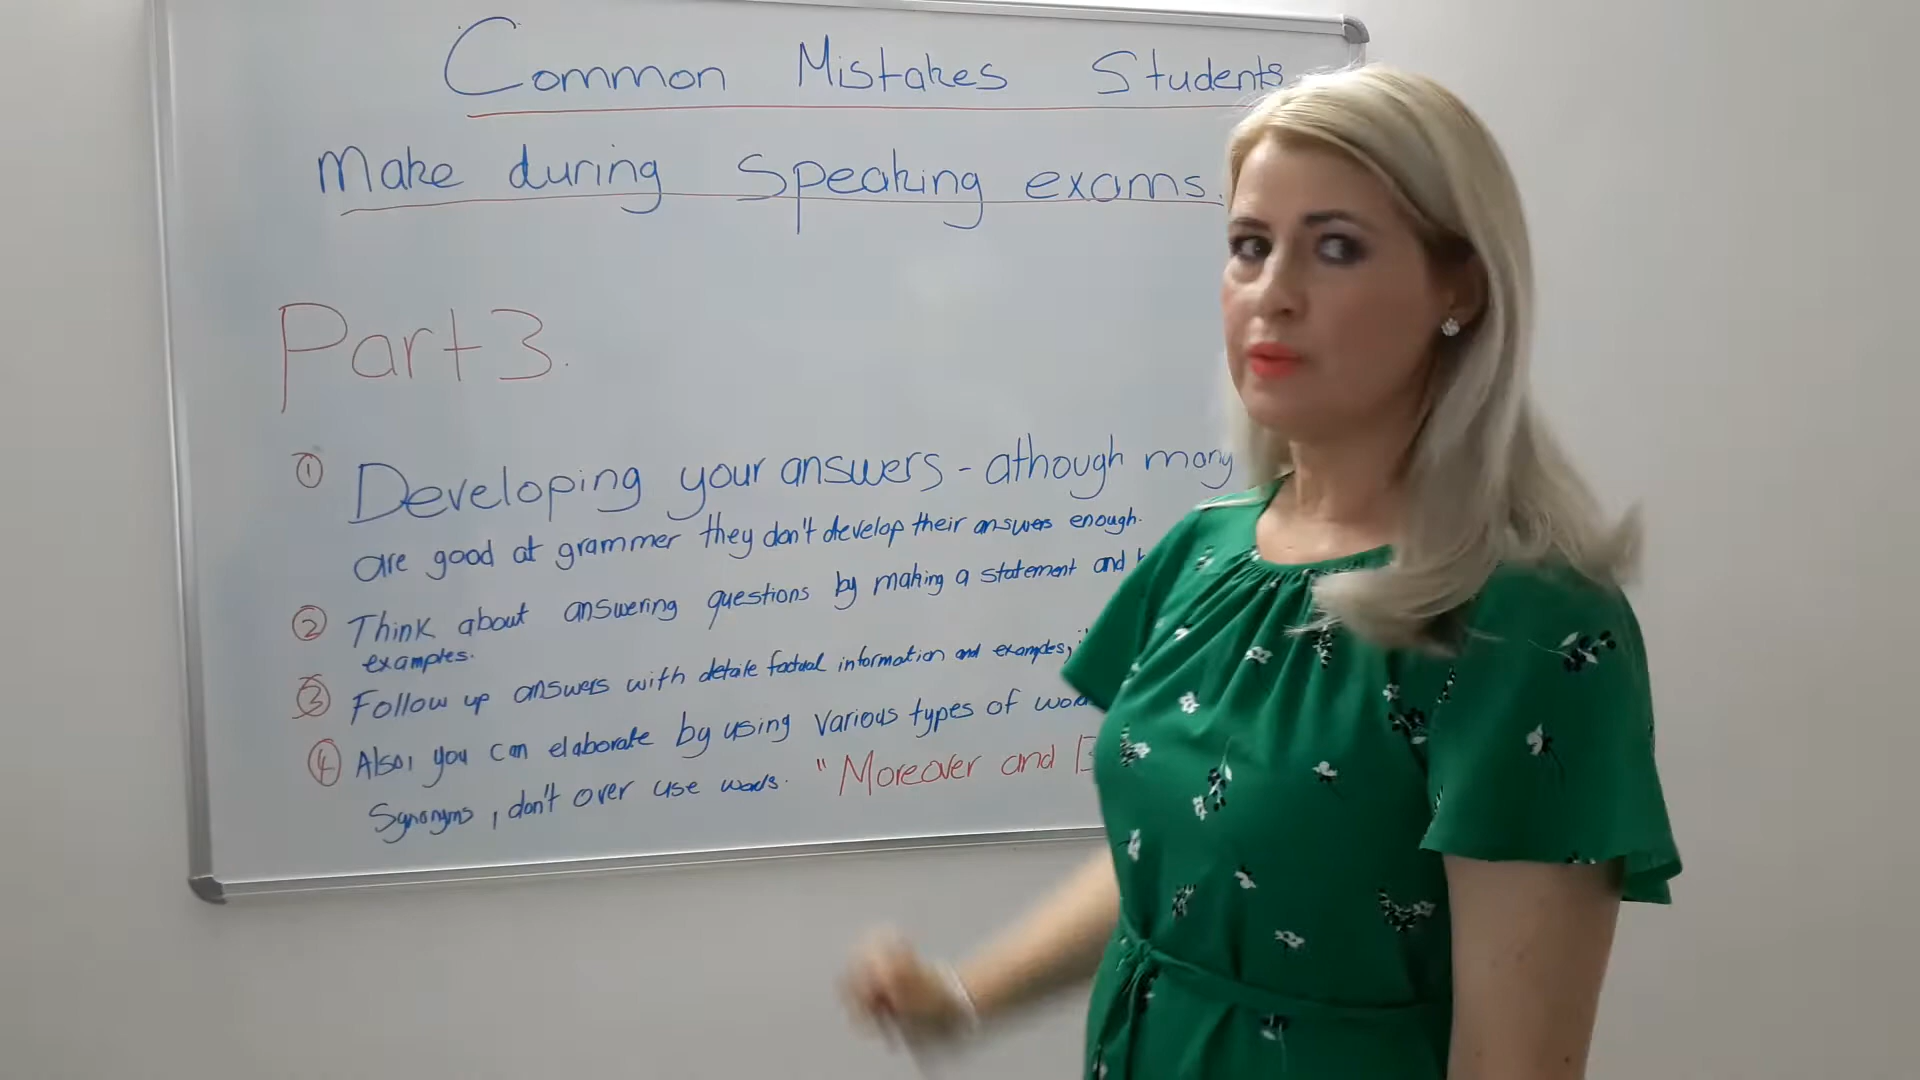 Common Mistakes Students
Make during Speaking exams.
Part 3.
① Developing your answers - athough many
are good at grammer they don't develop their answers enough.
② Think about answering questions by making a statement and
examples.
③ Follow up answers with detaile factual information and examples,
④ Also, you can elaborate by using various types of
Synonyms, don't over use words. "Moreover and